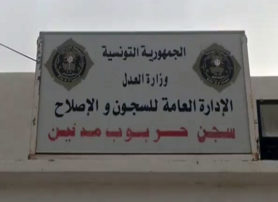 الجمهورية التونسية
وزارة العدل
الإدارة العامة للسجون و الإصلاح
سجن حربوب مدنين